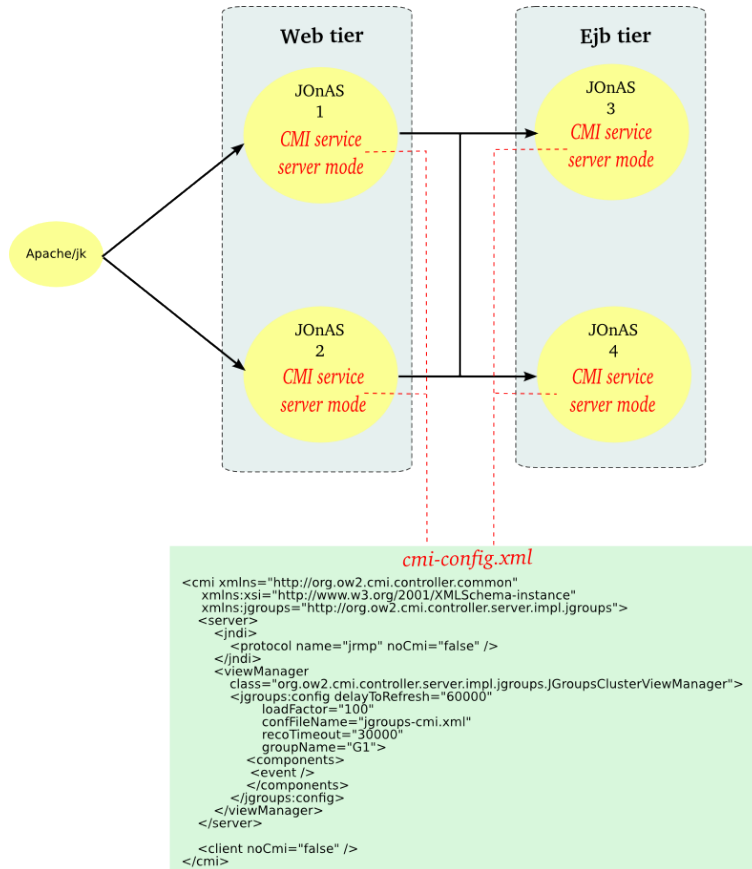 Web tier
Ejb tier
JOnAS
1
CMI service
server mode
JOnAS
3
CMI service
server mode
Apache/jk
JOnAS
2
CMI service
server mode
JOnAS
4
CMI service
server mode
cmi-config.xml
<cmi xmlns="http://org.ow2.cmi.controller.common"
xmlns:xsi="http://www.w3.org/2001/XMLSchema-instance"
xmlns:jgroups="http://org.ow2.cmi.controller.server.impl.jgroups">
<server>
<jndi>
<protocol name="jrmp" noCmi="false" />
</jndi>
<viewManager
class="org.ow2.cmi.controller.server.impl.jgroups.JGroupsClusterViewManager">
<jgroups:config delayToRefresh="60000"
loadFactor="100"
confFileName="jgroups-cmi.xml"
recoTimeout="30000"
groupName="G1">
<components>
<event />
</components>
</jgroups:config>
</viewManager>
</server>
<client noCmi="false" />
</cmi>